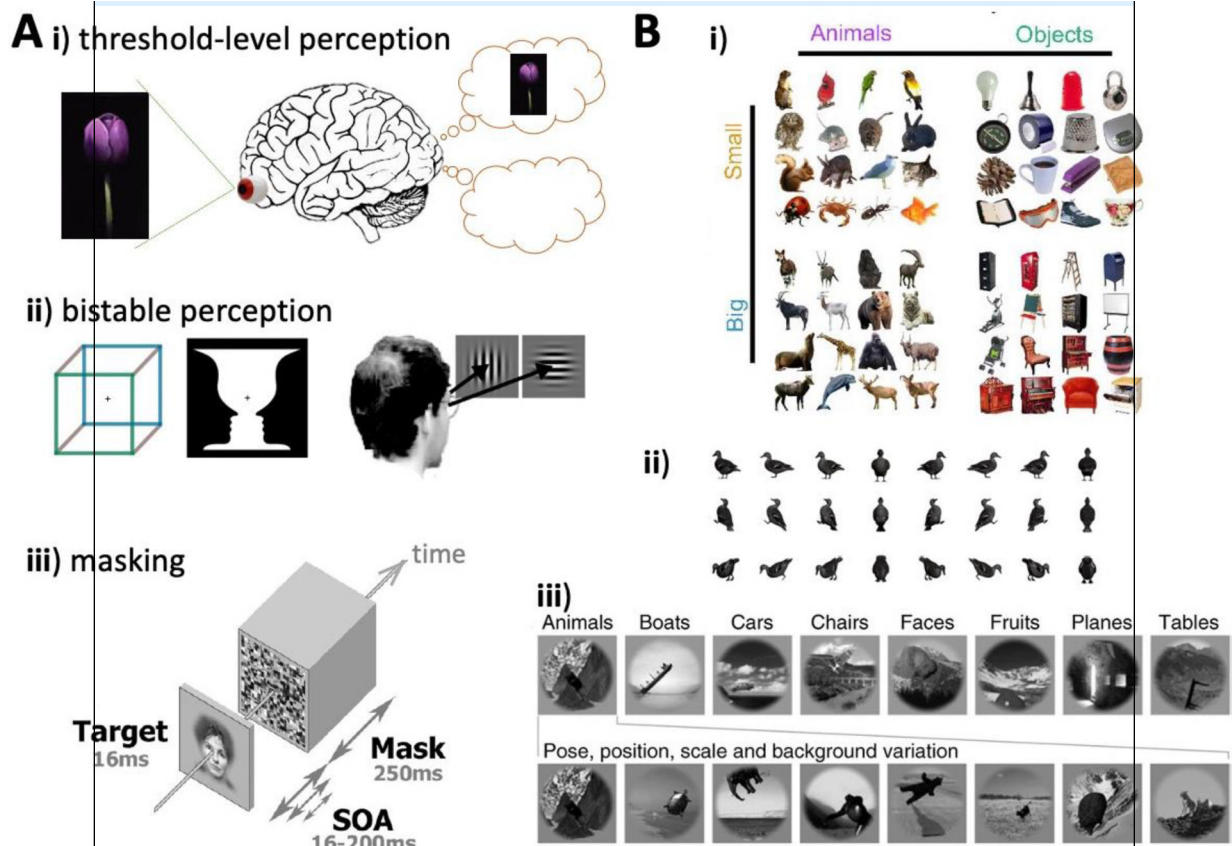 A i) threshold-level perception
ii) bistable perception
iii) masking
time
Target
16ms
Mask
250ms
SOA
16-200ms
B i)
Animals Objects
Small
Big
ii)
iii)
Animals Boats Cars Chairs Faces Fruits Planes Tables
Pose, position, scale and background variation